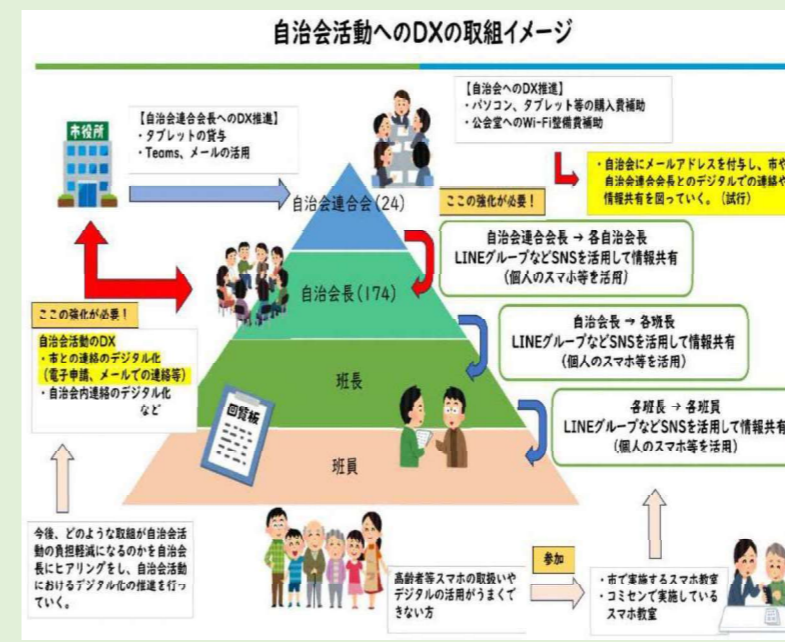 自治会活動へのDXの取組イメージ
市役所
【自治会連合会長へのDX推進】
・タブレットの貸与
・Teams、メールの活用
【自治会へのDX推進】
・パソコン、タブレット等の購入費補助
・公会堂へのWi-Fi整備費補助
・自治会にメールアドレスを付与し、市や
自治会連合会長とのデジタルでの連絡や
情報共有を図っていく。（試行）
ここの強化が必要！
自治会連合会(24)
自治会連合会長 → 各自治会長
LINEグループなどSNSを活用して情報共有
(個人のスマホ等を活用)
自治会長(174)
ここの強化が必要！
自治会活動のDX
・市との連絡のデジタル化
（電子申請、メールでの連絡等）
・自治会内連絡のデジタル化
など
自治会長 → 各班長
LINEグループなどSNSを活用して情報共有
(個人のスマホ等を活用)
班長
回覧板
各班長 → 各班員
LINEグループなどSNSを活用して情報共有
(個人のスマホ等を活用)
班員
今後、どのような取組が自治会活
動の負担軽減になるのかを自治会
長にヒアリングをし、自治会活動
におけるデジタル化の推進を行っ
ていく。
高齢者等スマホの取扱いや
デジタルの活用がうまくで
きない方
参加
・市で実施するスマホ教室
・コミセンで実施している
スマホ教室